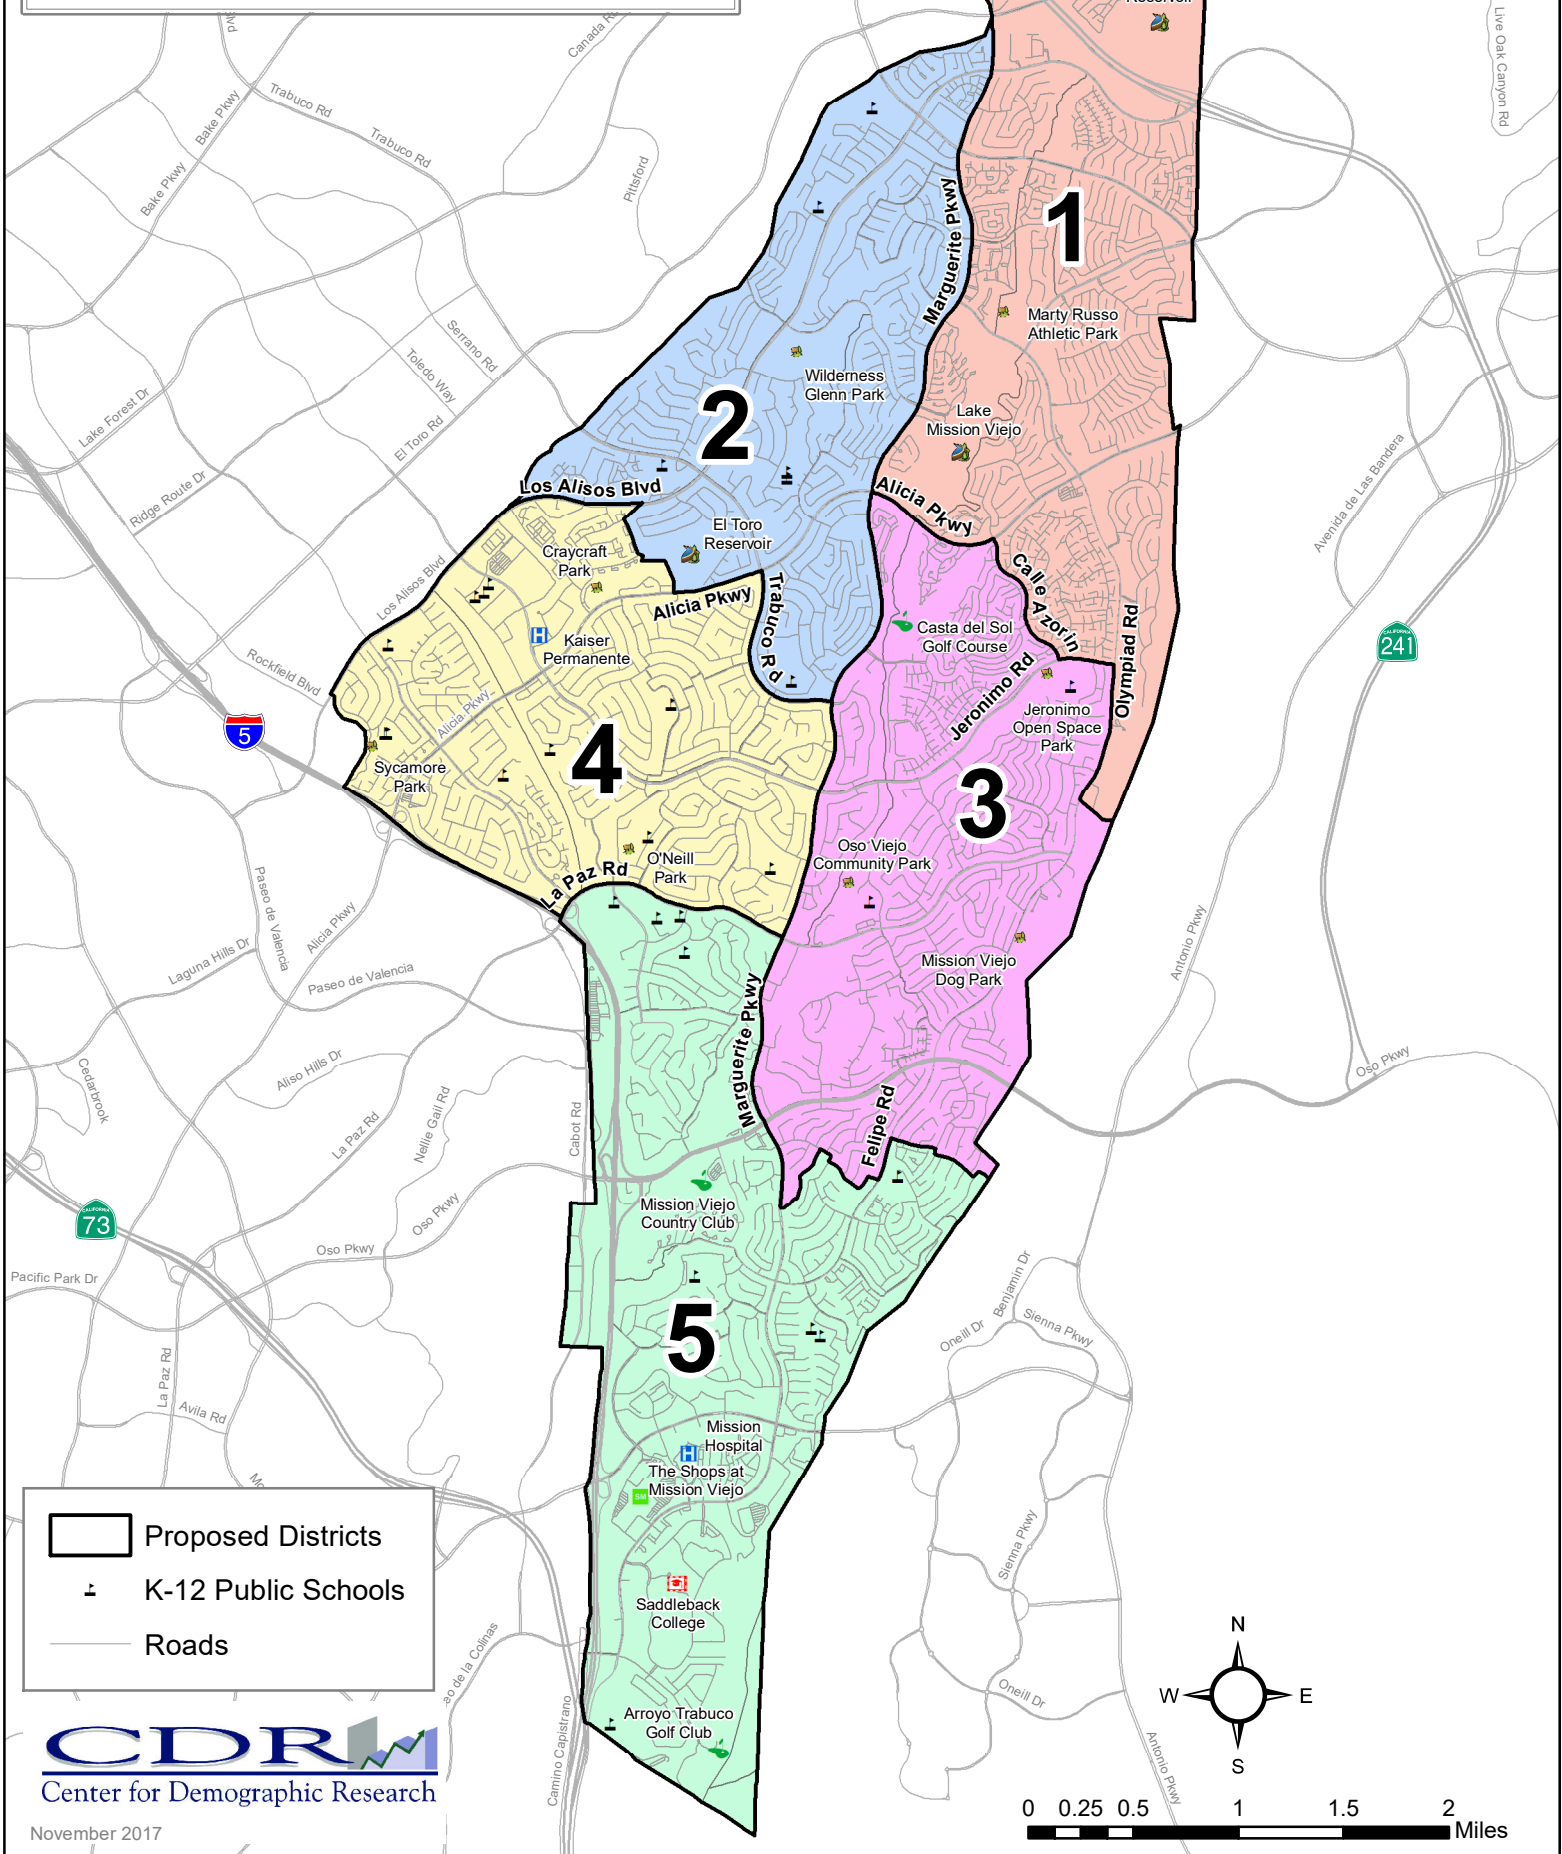 Live Oak Canyon Rd
Canada Rd
Trabuco Rd
Bake Pkwy
Trabuco Rd
Bake Pkwy
Pittsford
Marguerite Pkwy
1
Marty Russo
Athletic Park
Serrano Rd
Toledo Way
Lake Forest Dr
El Toro Rd
Ridge Route Dr
Wilderness
Glenn Park
2
Lake
Mission Viejo
Avenida de Las Bandera
Los Alisos Blvd
Alicia Pkwy
El Toro
Reservoir
Craycraft
Park
Los Alisos Blvd
Alicia Pkwy
Trabuco Rd
Calle Azorin
Olympiad Rd
Casta del Sol
Golf Course
CALIFORNIA
241
Kaiser
Permanente
Rockfield Blvd
Alicia Pkwy
Jeronimo Rd
Jeronimo
Open Space
Park
5
4
Sycamore
Park
3
Oso Viejo
Community Park
O'Neill
Park
La Paz Rd
Paseo de Valencia
Alicia Pkwy
Laguna Hills Dr
Paseo de Valencia
Antonio Pkwy
Mission Viejo
Dog Park
Marguerite Pkwy
Cedarbrook
Aliso Hills Dr
La Paz Rd
Nellie Gail Rd
Cabot Rd
Felipe Rd
Oso Pkwy
CALIFORNIA
73
Mission Viejo
Country Club
Oso Pkwy
Oso Pkwy
Pacific Park Dr
5
Benjamin Dr
Oneill Dr
Sienna Pkwy
La Paz Rd
Avila Rd
Mission
Hospital
The Shops at
Mission Viejo
SM
Sienna Pkwy
Proposed Districts
K-12 Public Schools
Roads
Saddleback
College
Oneill Dr
Camino Capistrano
Arroyo Trabuco
Golf Club
Antonio Pkwy
N
W
E
S
CDR
Center for Demographic Research
November 2017
0 0.25 0.5 1 1.5 2
Miles